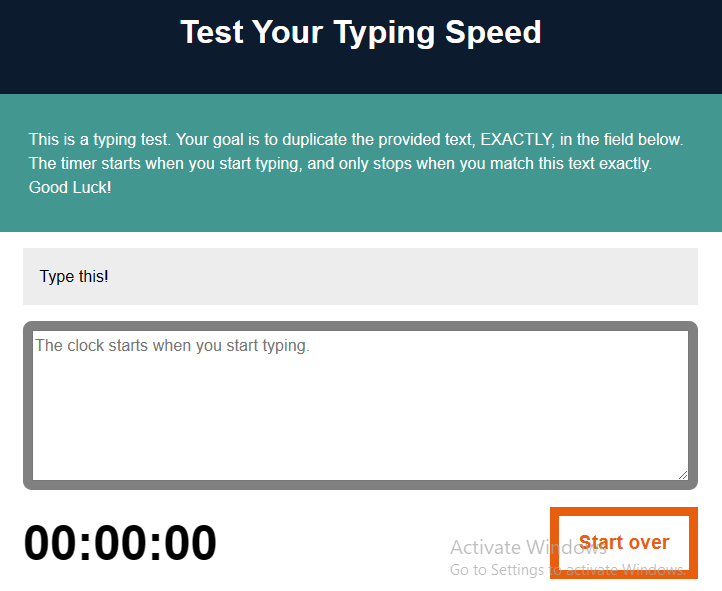 Test Your Typing Speed
This is a typing test. Your goal is to duplicate the provided text, EXACTLY, in the field below.
The timer starts when you start typing, and only stops when you match this text exactly.
Good Luck!
Type this!
The clock starts when you start typing.
00:00:00
Start over
Activate Windows
Go to Settings to activate Windows.